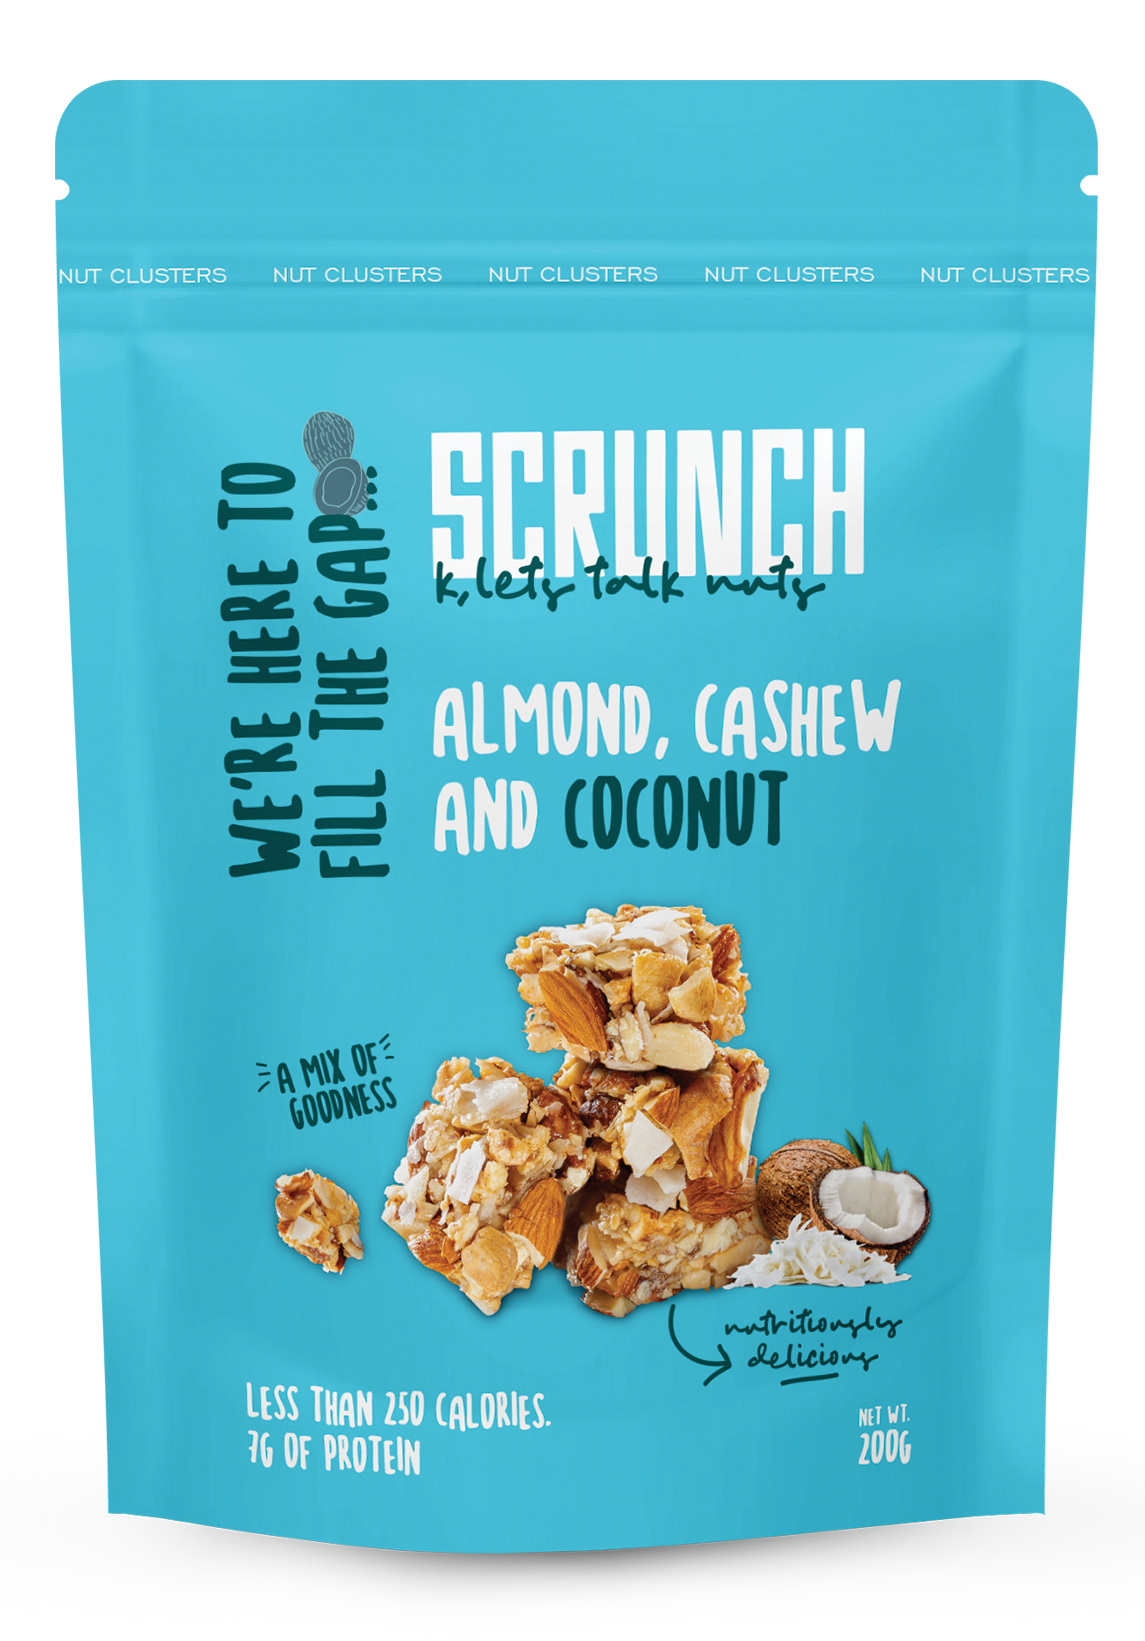 NUT CLUSTERS NUT CLUSTERS NUT CLUSTERS NUT CLUSTERS NUT CLUSTERS
WE'RE HERE TO
FILL THE GAP...
SCRUNCH
k, lets talk nuts
ALMOND, CASHEW
AND COCONUT
A MIX OF
GOODNESS
nutritiously
delicious
LESS THAN 250 CALORIES.
7G OF PROTEIN
NET WT.
200G